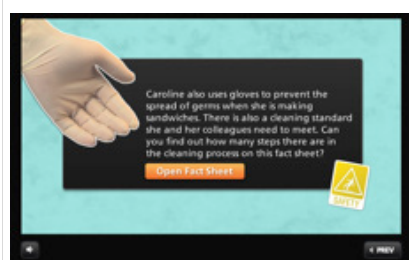 Caroline also uses gloves to prevent the
spread of germs when she is making
sandwiches. There is also a cleaning standard
she and her colleagues need to meet. Can
you find out how many steps there are in
the cleaning process on this fact sheet?
Open Fact Sheet
SAFETY
PREV